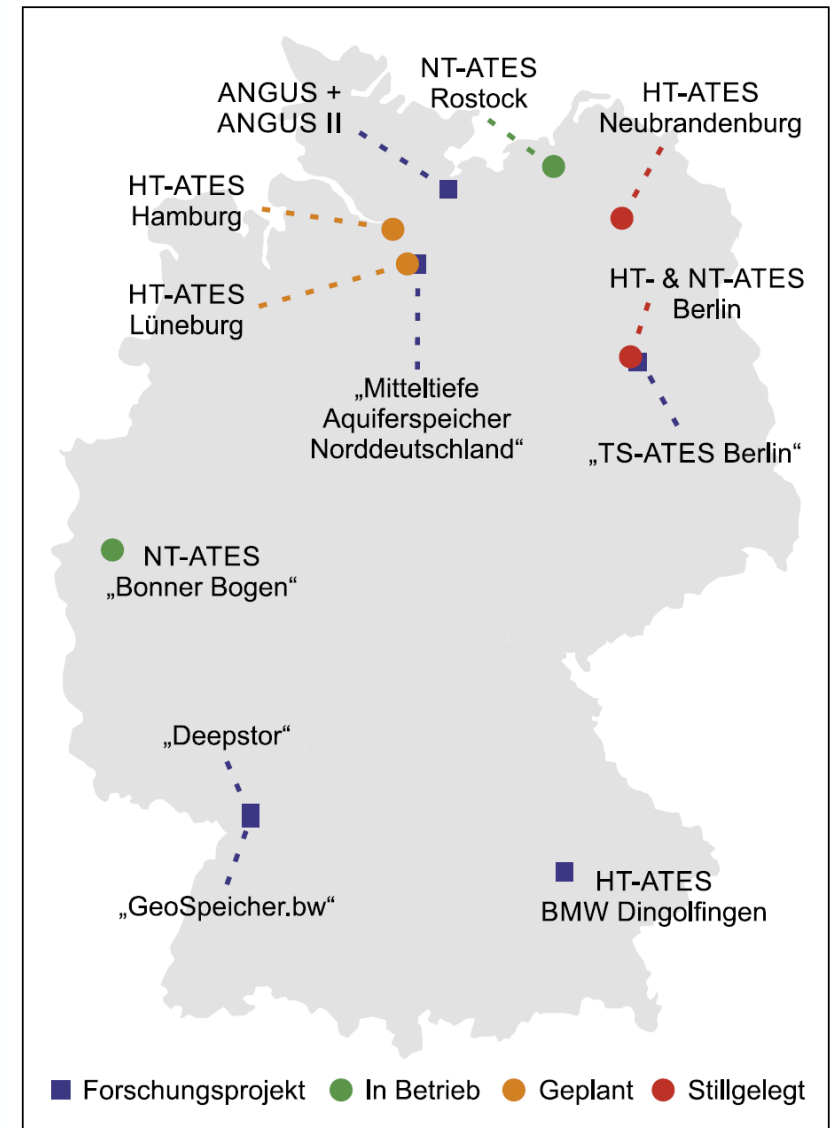 NT-ATES
Rostock
ANGUS +
ANGUS II
HT-ATES
Neubrandenburg
HT-ATES
Hamburg
HT-ATES
Lüneburg
HT- & NT-ATES
Berlin
„Mitteltiefe
Aquiferspeicher
Norddeutschland“
„TS-ATES Berlin“
NT-ATES
„Bonner Bogen“
„Deepstor“
„GeoSpeicher.bw“
HT-ATES
BMW Dingolfingen
Forschungsprojekt In Betrieb Geplant Stillgelegt